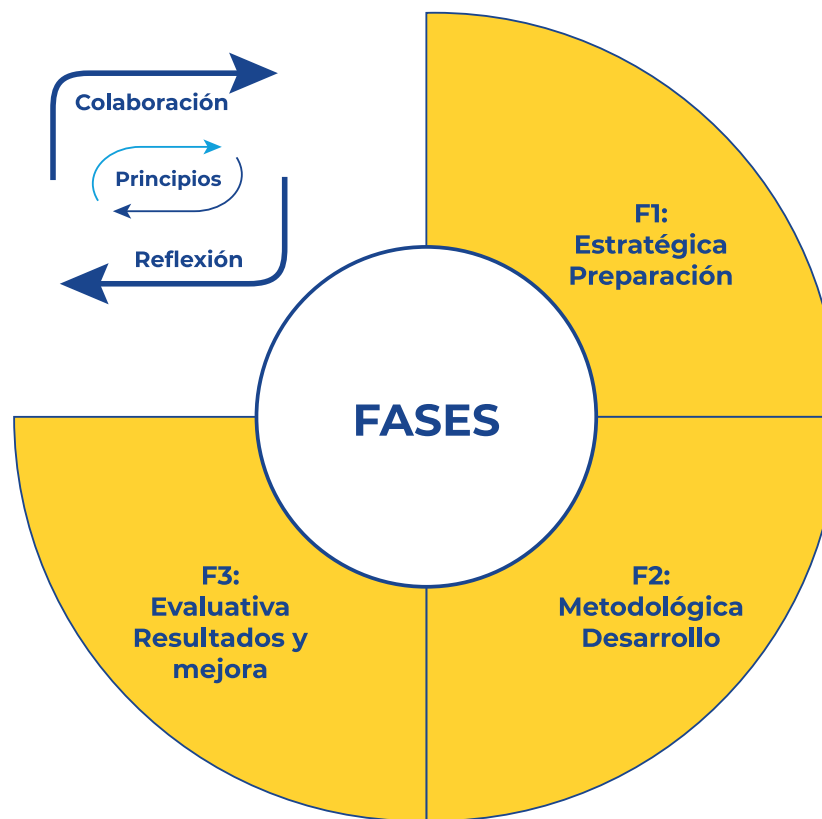 Colaboración
Principios
Reflexión
F1:
Estratégica
Preparación
FASES
F2:
Metodológica
Desarrollo
F3:
Evaluativa
Resultados y
mejora